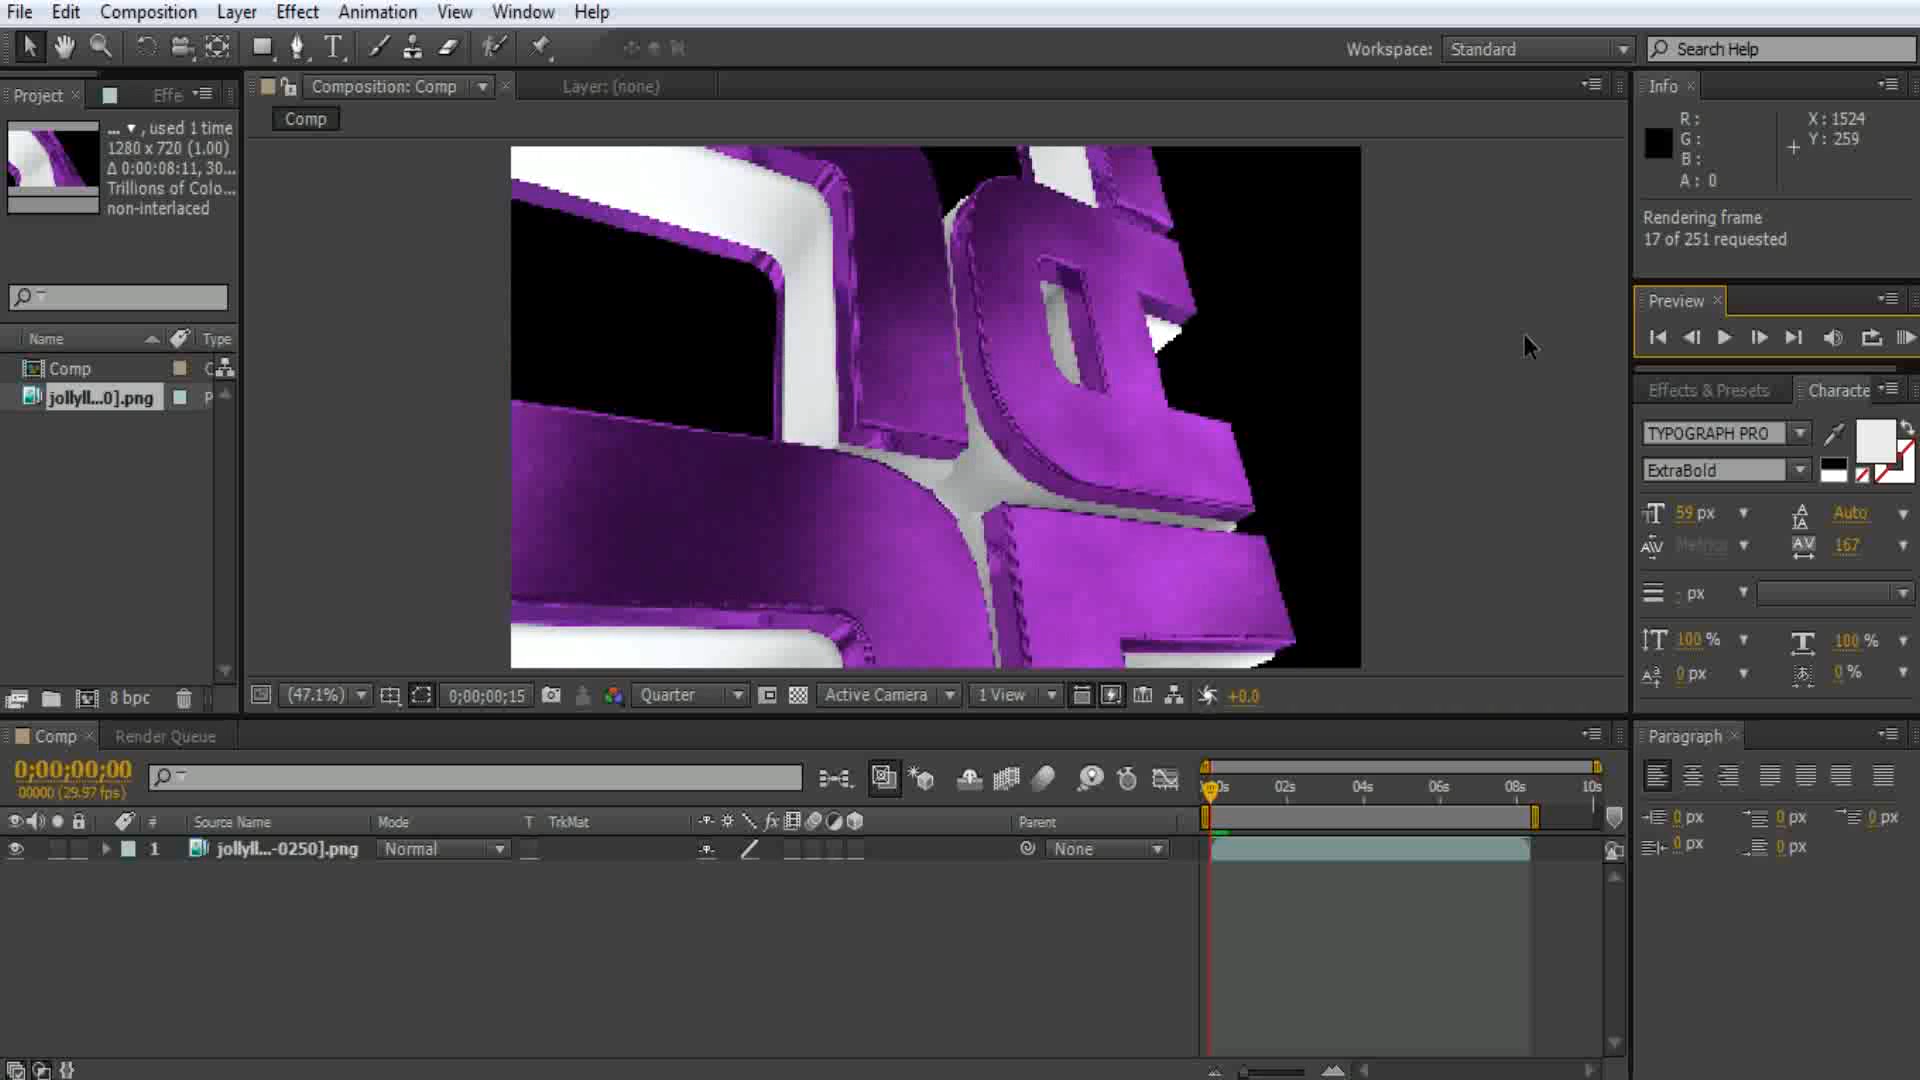 File Edit Composition Layer Effect Animation View Window Help
Workspace: Standard Search Help
Project Effe
... , used 1 time
1280 x 720 (1.00)
Δ 0:00:08:11, 30...
Trillions of Colo...
non-interlaced
Name Type
Comp C
jollyll...0].png P
8 bpc
Composition: Comp Layer: (none)
Comp
(47.1%) 0;00;00;15 Quarter Active Camera 1 View +0.0
Info
R: X: 1524
G: Y: 259
B:
A: 0
Rendering frame
17 of 251 requested
Preview
Effects & Presets Characte
TYPOGRAPH PRO
ExtraBold
59 px Auto
Metrics 167
- px
100 % 100 %
0 px 0 %
Comp Render Queue
0;00;00;00
00000 (29.97 fps)
# Source Name Mode T TrkMat fx Parent
1 jollyll...-0250].png Normal None
0s 02s 04s 06s 08s 10s
Paragraph
0 px 0 px 0 px
0 px 0 px